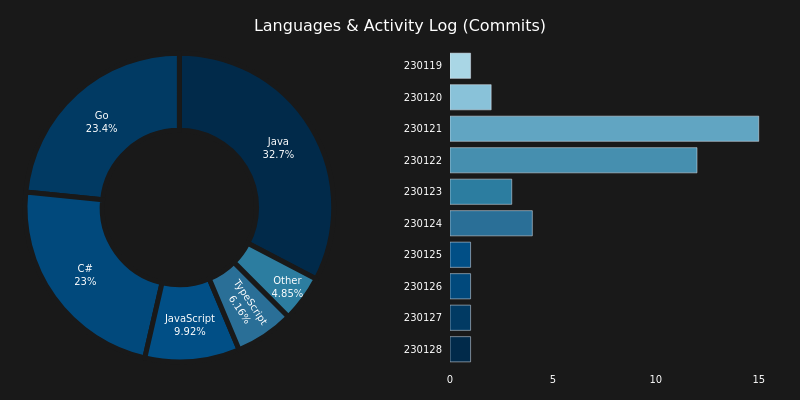 Languages & Activity Log (Commits)
Java
32.7%
Go
23.4%
C#
23%
JavaScript
9.92%
TypeScript
6.16%
Other
4.85%
230119
230120
230121
230122
230123
230124
230125
230126
230127
230128
0 5 10 15